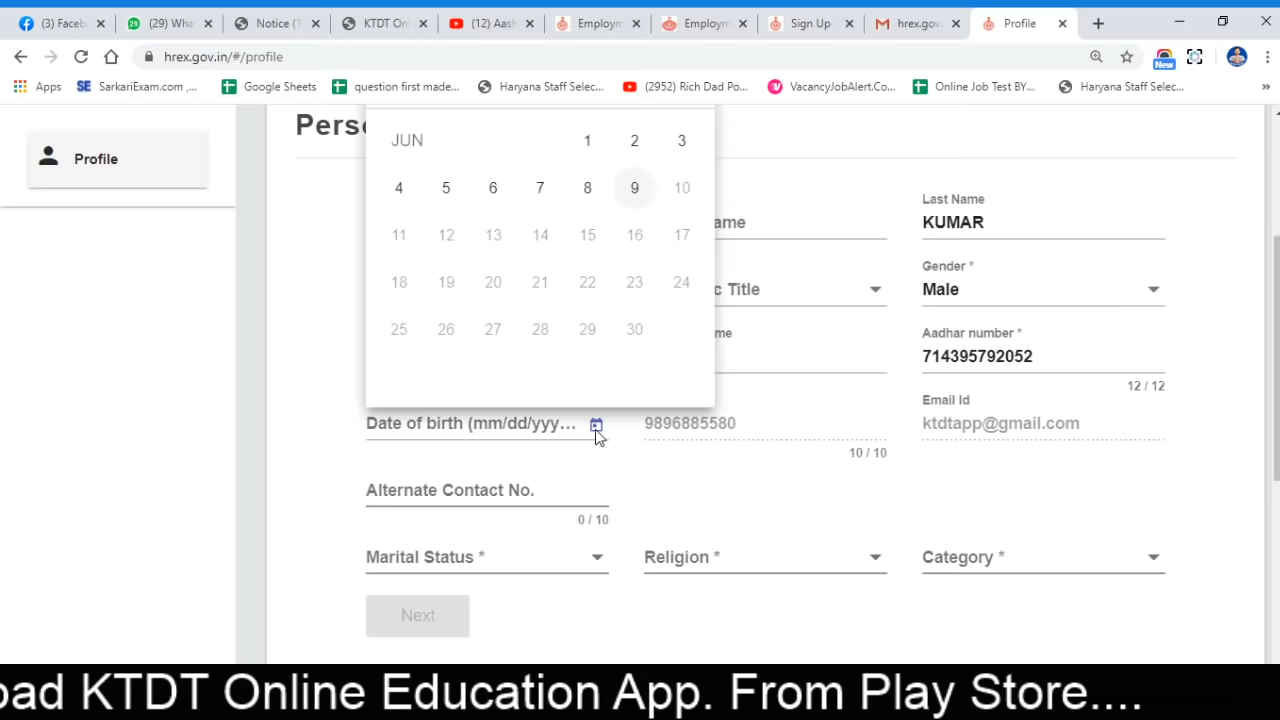 (3) Faceb
(29) Wha
Notice (1
KTDT On
(12) Aash
Employm
Employm
Sign Up
hrex.gov.
Profile
hrex.gov.in/#/profile
New
Apps
SarkariExam.com ,...
Google Sheets
question first made...
Haryana Staff Selec...
(2952) Rich Dad Po...
VacancyJobAlert.Co...
Online Job Test BY...
Haryana Staff Selec...
»
Profile
Perso
JUN 1 2 3
4 5 6 7 8 9 10
11 12 13 14 15 16 17
18 19 20 21 22 23 24
25 26 27 28 29 30
ame
Last Name
KUMAR
c Title
Gender *
Male
me
Aadhar number *
714395792052
12 / 12
Date of birth (mm/dd/yyy...
9896885580
10 / 10
Email Id
ktdtapp@gmail.com
Alternate Contact No.
0 / 10
Marital Status *
Religion *
Category *
Next
oad KTDT Online Education App. From Play Store....